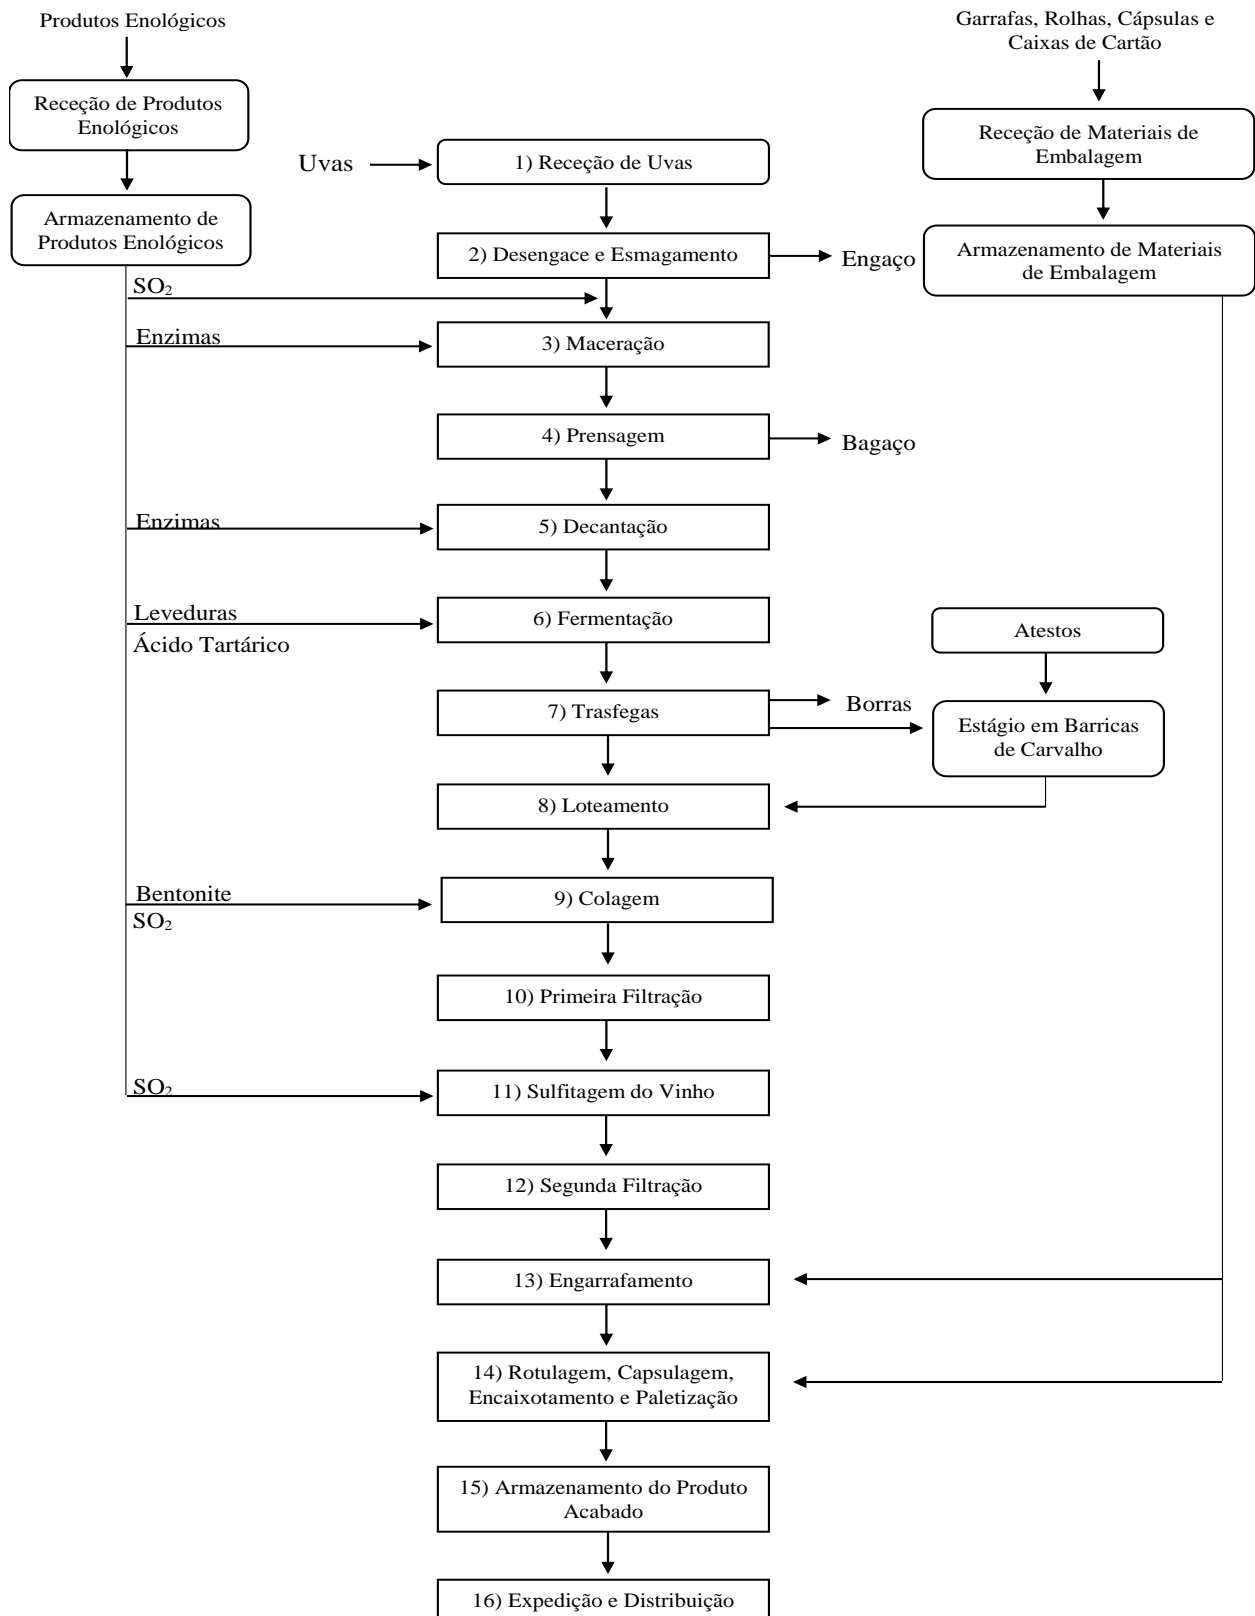 Produtos Enológicos
Garrafas, Rolhas, Cápsulas e
Caixas de Cartão
Receção de Produtos
Enológicos
Receção de Materiais de
Embalagem
Uvas
1) Receção de Uvas
Armazenamento de
Produtos Enológicos
2) Desengace e Esmagamento
Engaço
Armazenamento de Materiais
de Embalagem
SO₂
Enzimas
3) Maceração
4) Prensagem
Bagaço
Enzimas
5) Decantação
Leveduras
Ácido Tartárico
6) Fermentação
Atestos
7) Trasfegas
Borras
Estágio em Barricas
de Carvalho
8) Loteamento
Bentonite
SO₂
9) Colagem
10) Primeira Filtração
SO₂
11) Sulfitagem do Vinho
12) Segunda Filtração
13) Engarrafamento
14) Rotulagem, Capsulagem,
Encaixotamento e Paletização
15) Armazenamento do Produto
Acabado
16) Expedição e Distribuição